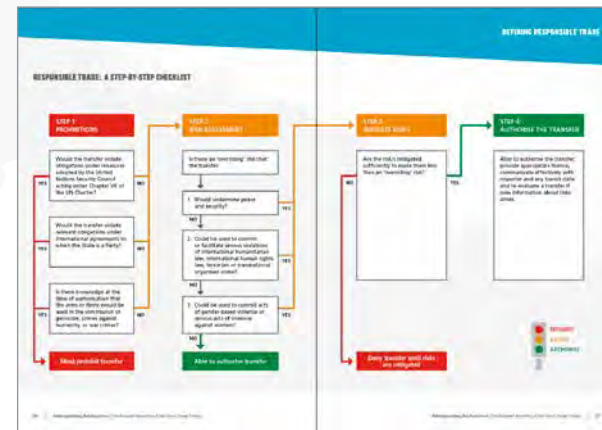 DEFINING RESPONSIBLE TRADE
RESPONSIBLE TRADE: A STEP-BY-STEP CHECKLIST
STEP 1:
PROHIBITIONS
Would the transfer violate
obligations under measures
adopted by the United
Nations Security Council
acting under Chapter VII of
the UN Charter?
YES
NO
Would the transfer violate
relevant obligations under
international agreements to
which the State is a Party?
YES
NO
Is there knowledge at the
time of authorisation that
the arms or items would be
used in the commission of
genocide, crimes against
humanity, or war crimes?
YES
NO
Must prohibit transfer
STEP 2:
RISK ASSESSMENT
Is there an 'overriding' risk that
the transfer:
1. Would undermine peace
and security?
NO
YES
2. Could be used to commit
or facilitate serious violations
of international humanitarian
law, international human rights
law, terrorism or transnational
organised crime?
NO
YES
3. Could be used to commit acts
of gender-based violence or
serious acts of violence
against women?
NO
YES
Able to authorise transfer
STEP 3:
MITIGATE RISKS
Are the risks mitigated
sufficiently to make them less
than an 'overriding' risk?
NO
YES
Deny transfer until risks
are mitigated
STEP 4:
AUTHORISE THE TRANSFER
Able to authorise the transfer,
provide appropriate licence,
communicate effectively with
importer and any transit state
and re-evaluate a transfer if
new information about risks
arises.
AUTHORISE